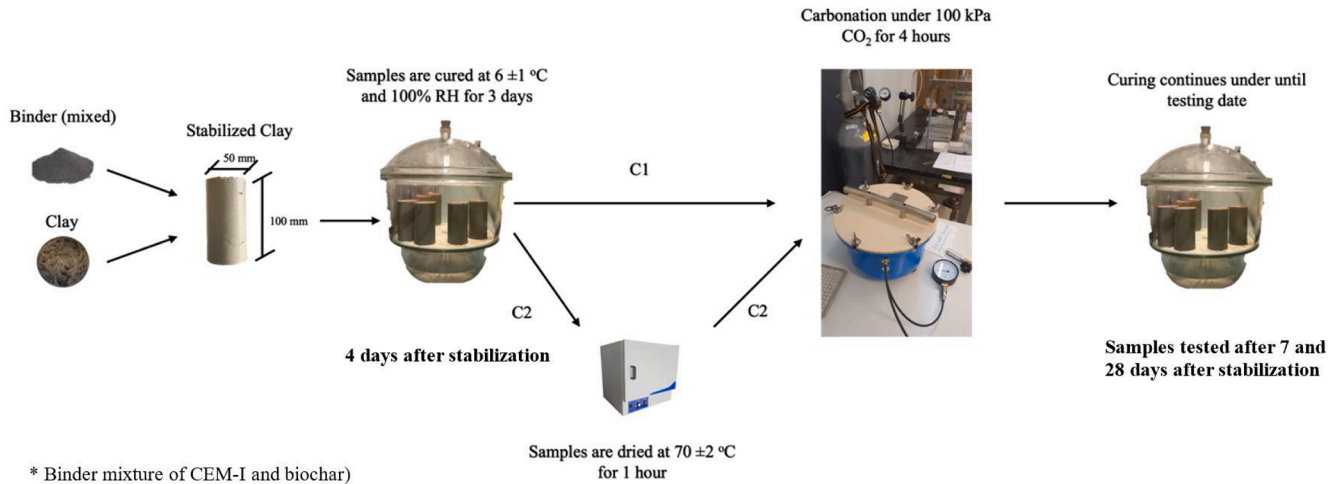 Carbonation under 100 kPa
CO₂ for 4 hours
Samples are cured at 6 ±1 °C
and 100% RH for 3 days
Curing continues under until
testing date
Binder (mixed)
Stabilized Clay
50 mm
100 mm
Clay
C1
C2
C2
4 days after stabilization
Samples tested after 7 and
28 days after stabilization
Samples are dried at 70 ±2 °C
for 1 hour
* Binder mixture of CEM-I and biochar)